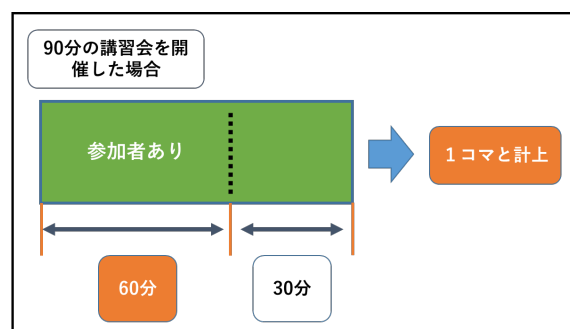 90分の講習会を開
催した場合
参加者あり
１コマと計上
60分
30分